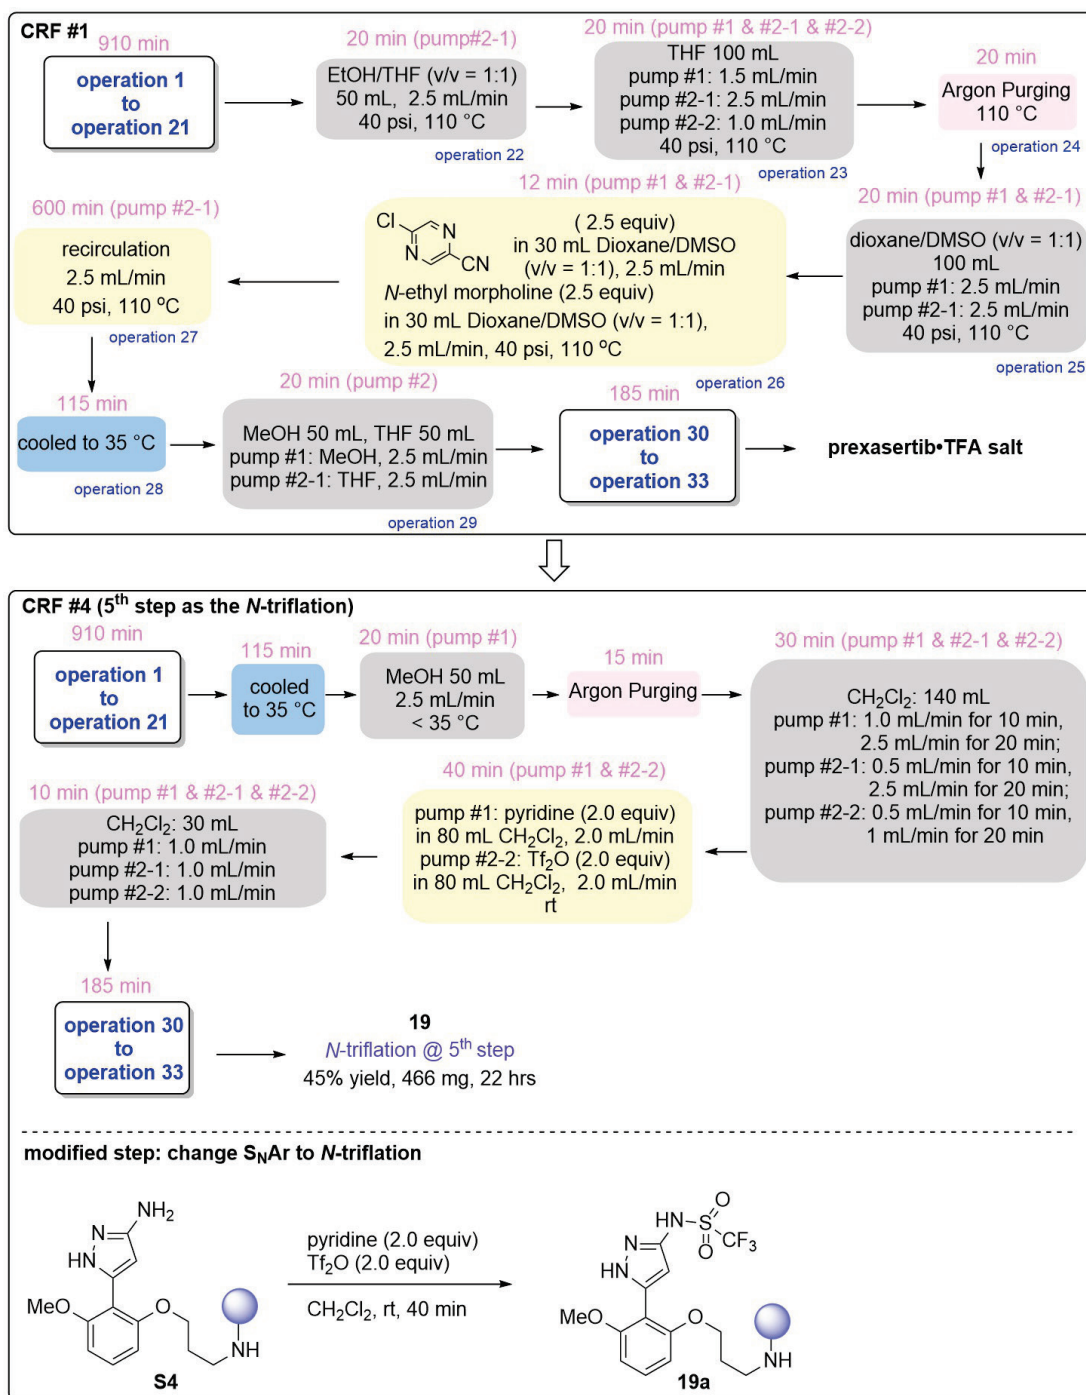 CRF #1
910 min
operation 1
to
operation 21
20 min (pump#2-1)
EtOH/THF (v/v = 1:1)
50 mL, 2.5 mL/min
40 psi, 110 °C
operation 22
20 min (pump #1 & #2-1 & #2-2)
THF 100 mL
pump #1: 1.5 mL/min
pump #2-1: 2.5 mL/min
pump #2-2: 1.0 mL/min
40 psi, 110 °C
operation 23
20 min
Argon Purging
110 °C
operation 24
20 min (pump #1 & #2-1)
dioxane/DMSO (v/v = 1:1)
100 mL
pump #1: 2.5 mL/min
pump #2-1: 2.5 mL/min
40 psi, 110 °C
operation 25
12 min (pump #1 & #2-1)
Cl
N
N
CN
( 2.5 equiv)
in 30 mL Dioxane/DMSO
(v/v = 1:1), 2.5 mL/min
N-ethyl morpholine (2.5 equiv)
in 30 mL Dioxane/DMSO (v/v = 1:1),
2.5 mL/min, 40 psi, 110 °C
operation 26
600 min (pump #2-1)
recirculation
2.5 mL/min
40 psi, 110 °C
operation 27
115 min
cooled to 35 °C
operation 28
20 min (pump #2)
MeOH 50 mL, THF 50 mL
pump #1: MeOH, 2.5 mL/min
pump #2-1: THF, 2.5 mL/min
operation 29
185 min
operation 30
to
operation 33
prexasertib•TFA salt
CRF #4 (5th step as the N-triflation)
910 min
operation 1
to
operation 21
115 min
cooled
to 35 °C
20 min (pump #1)
MeOH 50 mL
2.5 mL/min
< 35 °C
15 min
Argon Purging
30 min (pump #1 & #2-1 & #2-2)
CH2Cl2: 140 mL
pump #1: 1.0 mL/min for 10 min,
2.5 mL/min for 20 min;
pump #2-1: 0.5 mL/min for 10 min,
2.5 mL/min for 20 min;
pump #2-2: 0.5 mL/min for 10 min,
1 mL/min for 20 min
40 min (pump #1 & #2-2)
pump #1: pyridine (2.0 equiv)
in 80 mL CH2Cl2, 2.0 mL/min
pump #2-2: Tf2O (2.0 equiv)
in 80 mL CH2Cl2, 2.0 mL/min
rt
10 min (pump #1 & #2-1 & #2-2)
CH2Cl2: 30 mL
pump #1: 1.0 mL/min
pump #2-1: 1.0 mL/min
pump #2-2: 1.0 mL/min
185 min
operation 30
to
operation 33
19
N-triflation @ 5th step
45% yield, 466 mg, 22 hrs
modified step: change SNAr to N-triflation
NH2
N
HN
MeO
O
NH
S4
pyridine (2.0 equiv)
Tf2O (2.0 equiv)
CH2Cl2, rt, 40 min
HN
S
O
O
CF3
N
HN
MeO
O
NH
19a